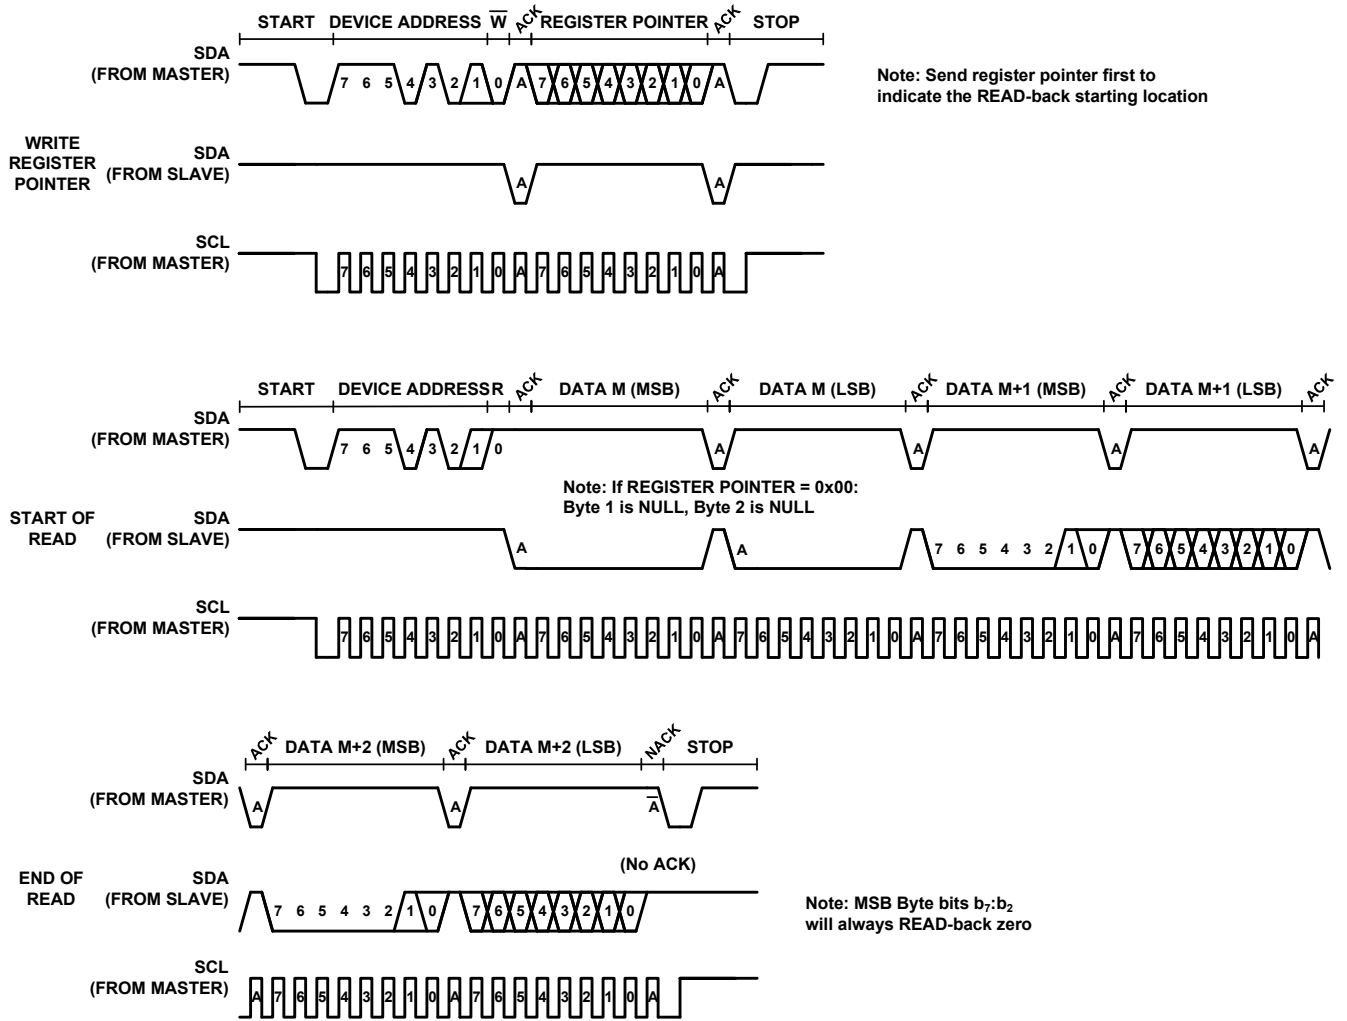 START DEVICE ADDRESS W̅ ACK REGISTER POINTER ACK STOP
SDA
(FROM MASTER)
7 6 5 4 3 2 1 0 A 7 6 5 4 3 2 1 0 A
Note: Send register pointer first to
indicate the READ-back starting location
WRITE
REGISTER
POINTER
SDA
(FROM SLAVE)
A A
SCL
(FROM MASTER)
7 6 5 4 3 2 1 0 A 7 6 5 4 3 2 1 0 A
START DEVICE ADDRESS R ACK DATA M (MSB) ACK DATA M (LSB) ACK DATA M+1 (MSB) ACK DATA M+1 (LSB) ACK
SDA
(FROM MASTER)
7 6 5 4 3 2 1 0 A A A A
Note: If REGISTER POINTER = 0x00:
Byte 1 is NULL, Byte 2 is NULL
START OF
READ
SDA
(FROM SLAVE)
A A 7 6 5 4 3 2 1 0 7 6 5 4 3 2 1 0
SCL
(FROM MASTER)
7 6 5 4 3 2 1 0 A 7 6 5 4 3 2 1 0 A 7 6 5 4 3 2 1 0 A 7 6 5 4 3 2 1 0 A 7 6 5 4 3 2 1 0 A
ACK DATA M+2 (MSB) ACK DATA M+2 (LSB) NACK STOP
SDA
(FROM MASTER)
A A A̅
(No ACK)
END OF
READ
SDA
(FROM SLAVE)
7 6 5 4 3 2 1 0 7 6 5 4 3 2 1 0
Note: MSB Byte bits b₇:b₂
will always READ-back zero
SCL
(FROM MASTER)
A 7 6 5 4 3 2 1 0 A 7 6 5 4 3 2 1 0 A